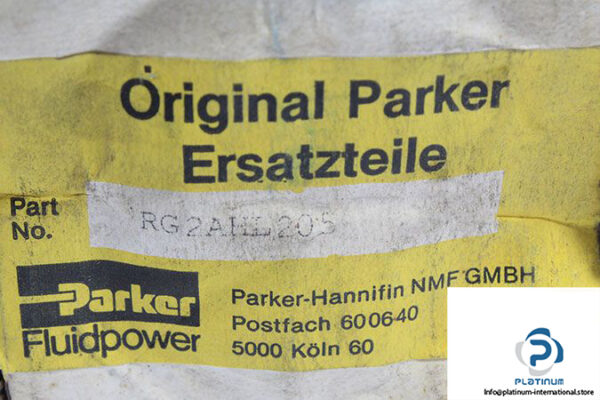 Original Parker
Ersatzteile
Part
No.
RG2AHL205
Parker
Fluidpower
Parker-Hannifin NMF GMBH
Postfach 600640
5000 Köln 60
PLATINUM
Info@platinum-international.store